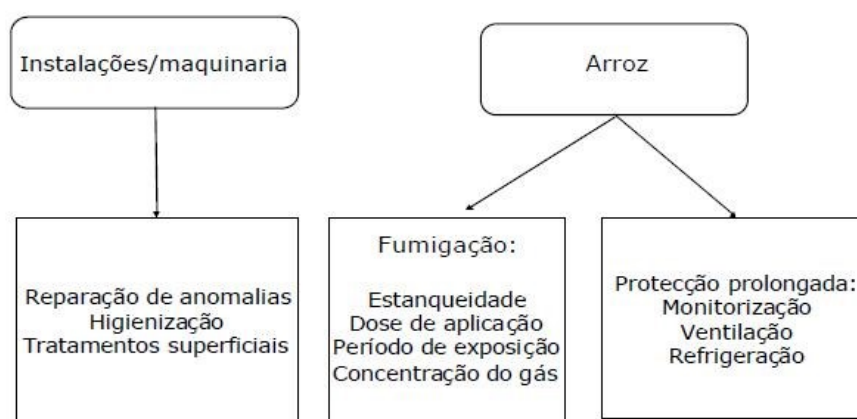 Instalações/maquinaria
Arroz
Reparação de anomalias
Higienização
Tratamentos superficiais
Fumigação:
Estanqueidade
Dose de aplicação
Período de exposição
Concentração do gás
Protecção prolongada:
Monitorização
Ventilação
Refrigeração